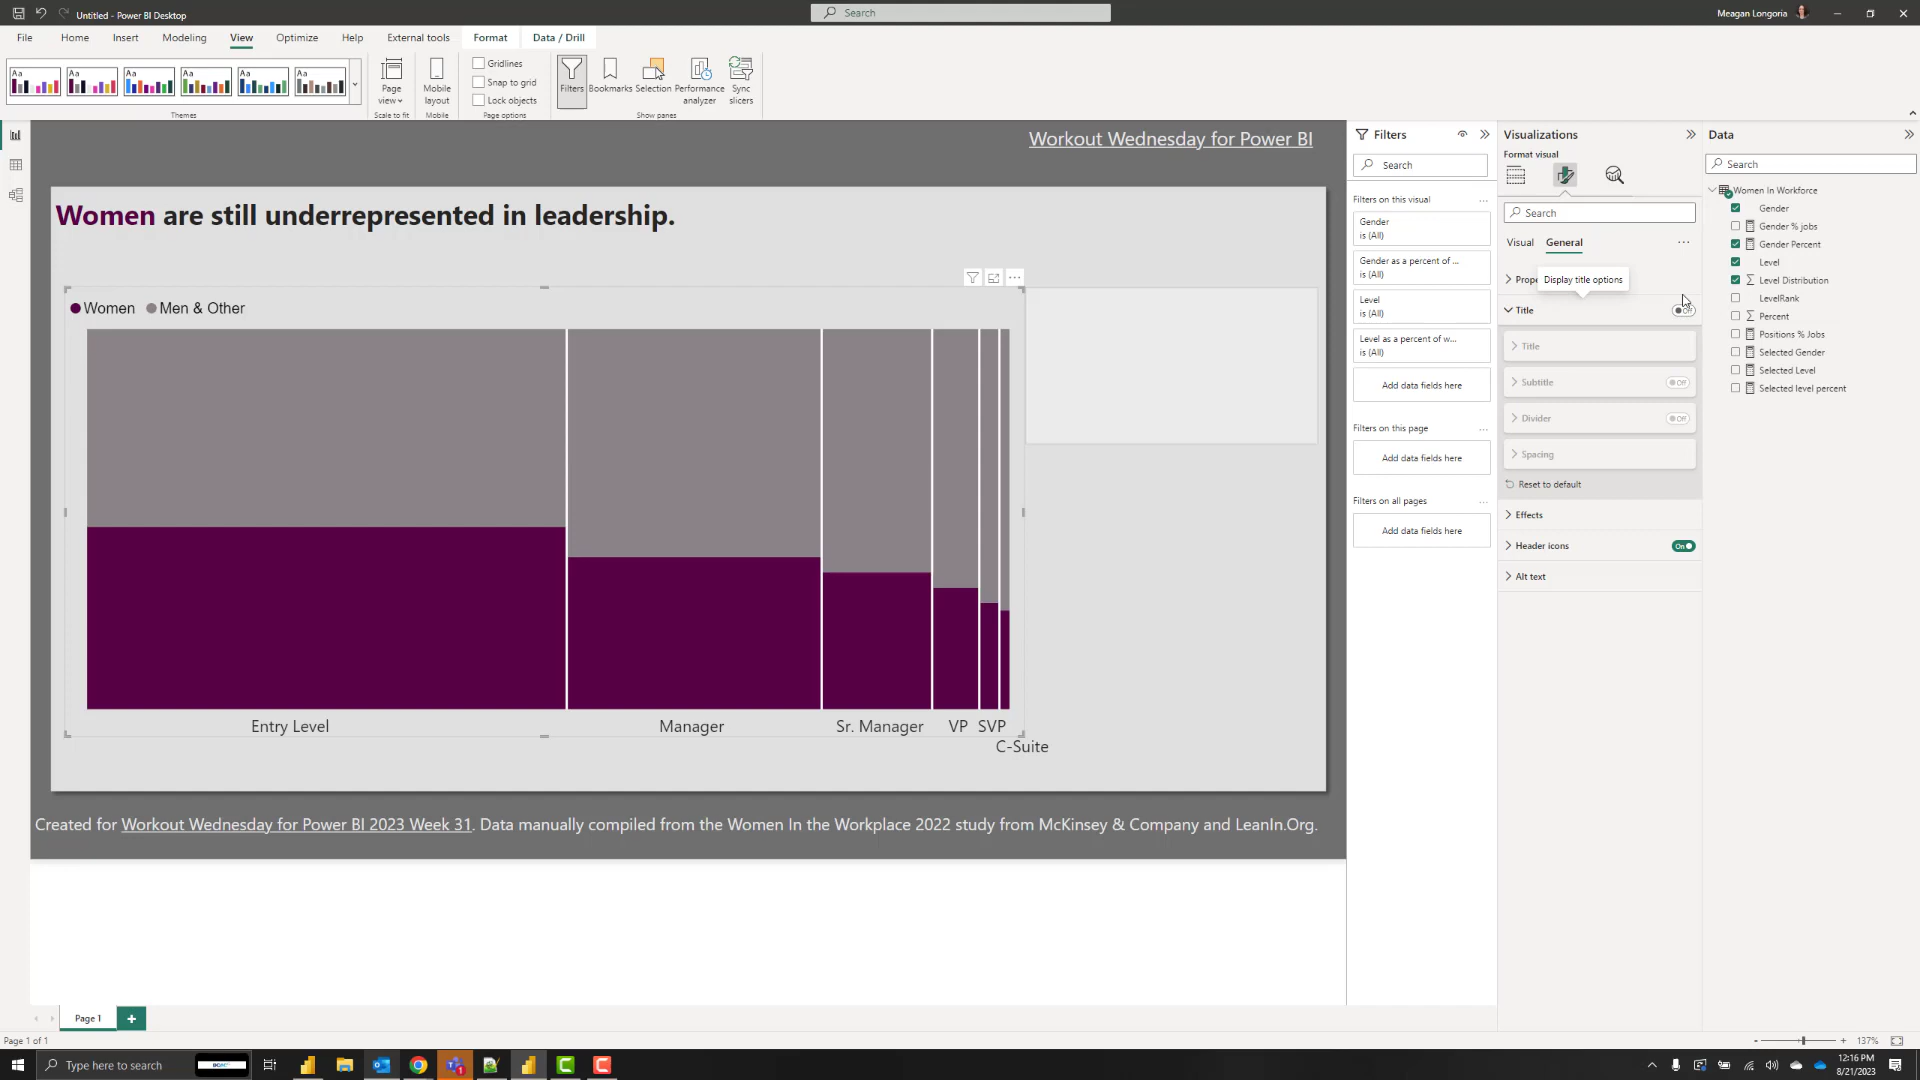 Untitled - Power BI Desktop
Search
Meagan Longoria
File Home Insert Modeling View Optimize Help External tools Format Data / Drill
Aa Aa Aa Aa Aa Aa
Page view
Mobile layout
Gridlines
Snap to grid
Lock objects
Filters
Bookmarks
Selection
Performance analyzer
Sync slicers
Themes
Scale to fit
Mobile
Page options
Show panes
Workout Wednesday for Power BI
Women are still underrepresented in leadership.
Women Men & Other
Entry Level
Manager
Sr. Manager
VP
SVP
C-Suite
Created for Workout Wednesday for Power BI 2023 Week 31. Data manually compiled from the Women In the Workplace 2022 study from McKinsey & Company and LeanIn.Org.
Filters
Search
Filters on this visual
Gender
is (All)
Gender as a percent of ...
is (All)
Level
is (All)
Level as a percent of w...
is (All)
Add data fields here
Filters on this page
Add data fields here
Filters on all pages
Add data fields here
Visualizations
Format visual
Search
Visual General
Display title options
Title
Off
Title
Subtitle Off
Divider Off
Spacing
Reset to default
Effects
Header icons On
Alt text
Data
Search
Women In Workforce
Gender
Gender % jobs
Gender Percent
Level
Level Distribution
LevelRank
Percent
Positions % Jobs
Selected Gender
Selected Level
Selected level percent
Page 1
Page 1 of 1
137%
Type here to search
12:16 PM
8/21/2023